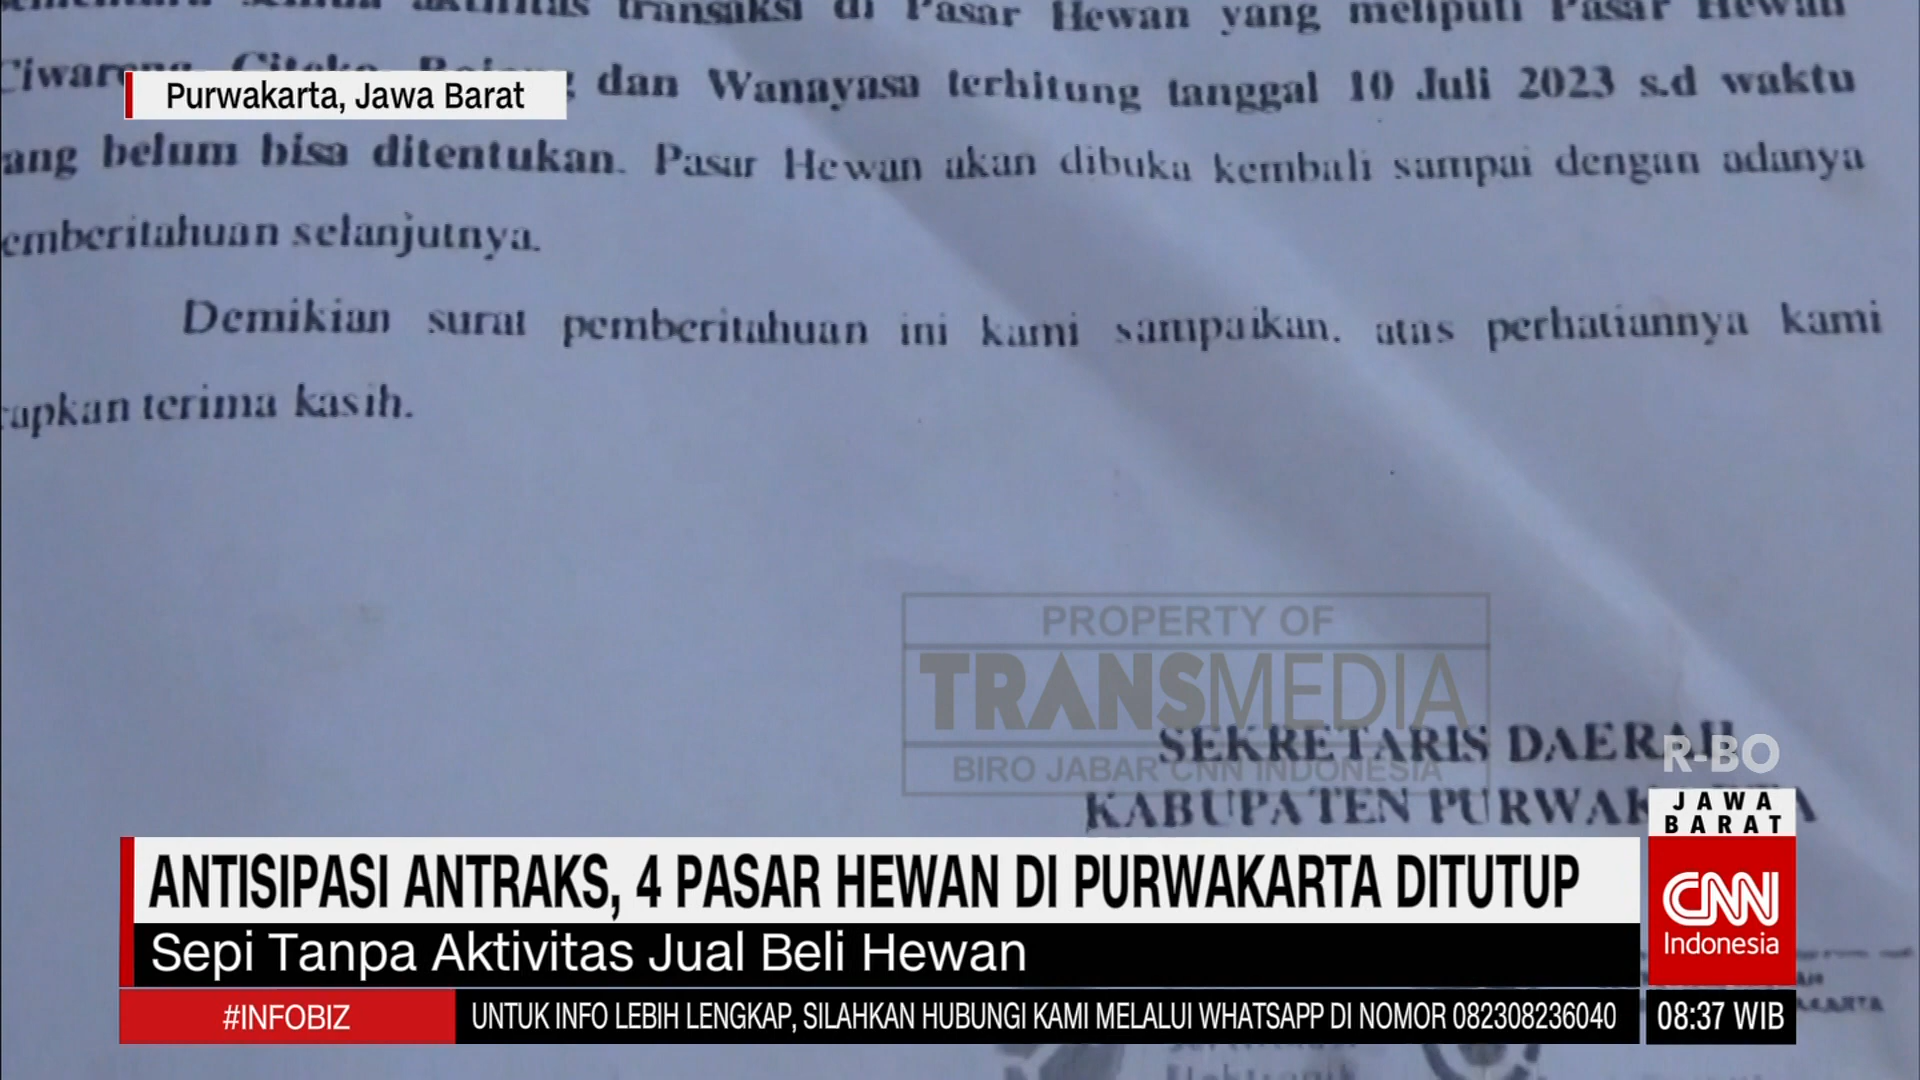 transaksi di Pasar Hewan yang meliputi Pasar Hewan
dan Wanayasa terhitung tanggal 10 Juli 2023 s.d waktu
Purwakarta, Jawa Barat
ang belum bisa ditentukan. Pasar Hewan akan dibuka kembali sampai dengan adanya
emberitahuan selanjutnya.
Demikian surat pemberitahuan ini kami sampaikan. atas perhatiannya kami
rapkan terima kasih.
PROPERTY OF
TRANSMEDIA
BIRO JABAR CNN INDONESIA
SEKRETARIS DAERAH
KABUPATEN PURWAK
R-BO
JAWA
BARAT
CNN
Indonesia
ANTISIPASI ANTRAKS, 4 PASAR HEWAN DI PURWAKARTA DITUTUP
Sepi Tanpa Aktivitas Jual Beli Hewan
#INFOBIZ
UNTUK INFO LEBIH LENGKAP, SILAHKAN HUBUNGI KAMI MELALUI WHATSAPP DI NOMOR 082308236040
08:37 WIB